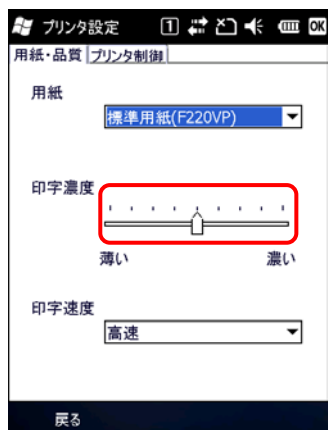 プリンタ設定 1 OK
用紙・品質 プリンタ制御
用紙
標準用紙(F220VP)
印字濃度
薄い 濃い
印字速度
高速
戻る